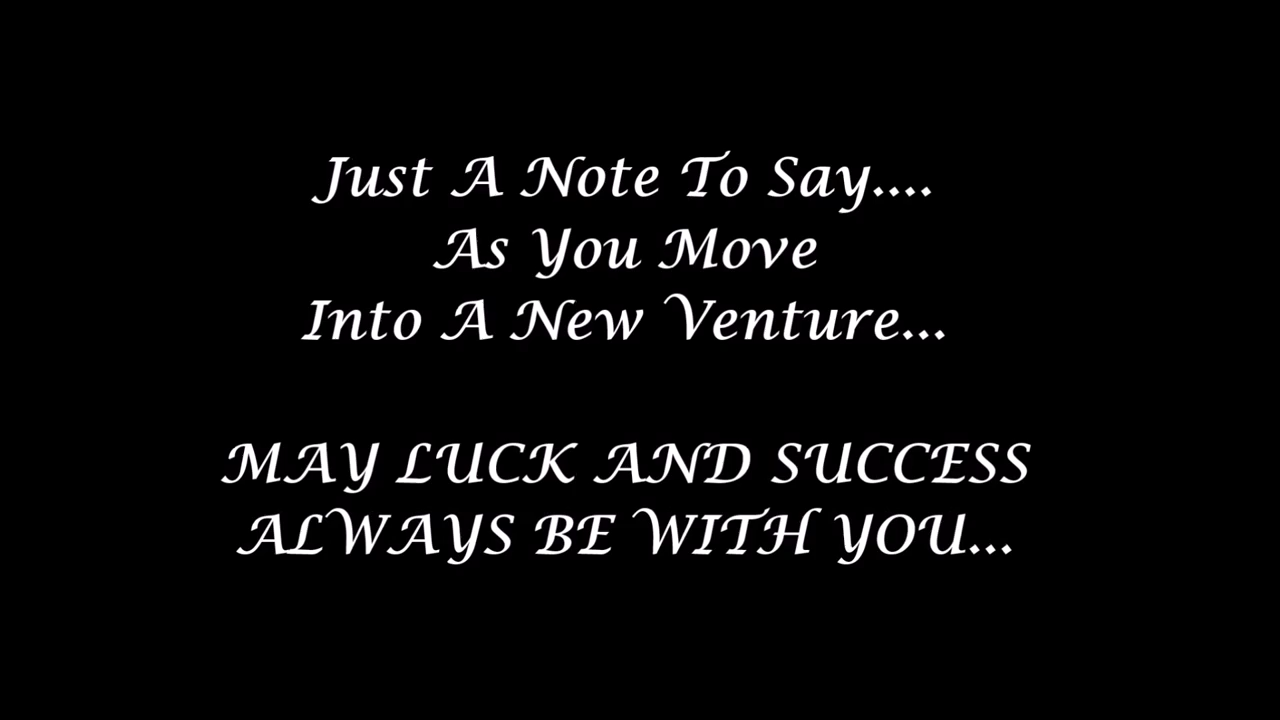 Just A Note To Say....
As You Move
Into A New Venture...
MAY LUCK AND SUCCESS
ALWAYS BE WITH YOU...